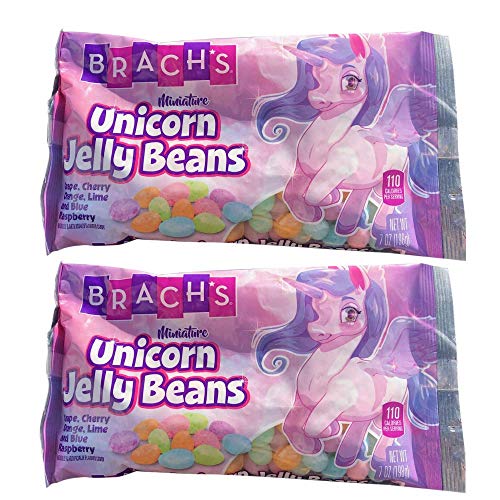 BRACH'S
Miniature
Unicorn
Jelly Beans
Grape, Cherry
Orange, Lime
and Blue
Raspberry
110
CALORIES
PER SERVING
NET WT
7 OZ (198g)
BRACH'S
Miniature
Unicorn
Jelly Beans
Grape, Cherry
Orange, Lime
and Blue
Raspberry
110
CALORIES
PER SERVING
NET WT
7 OZ (198g)